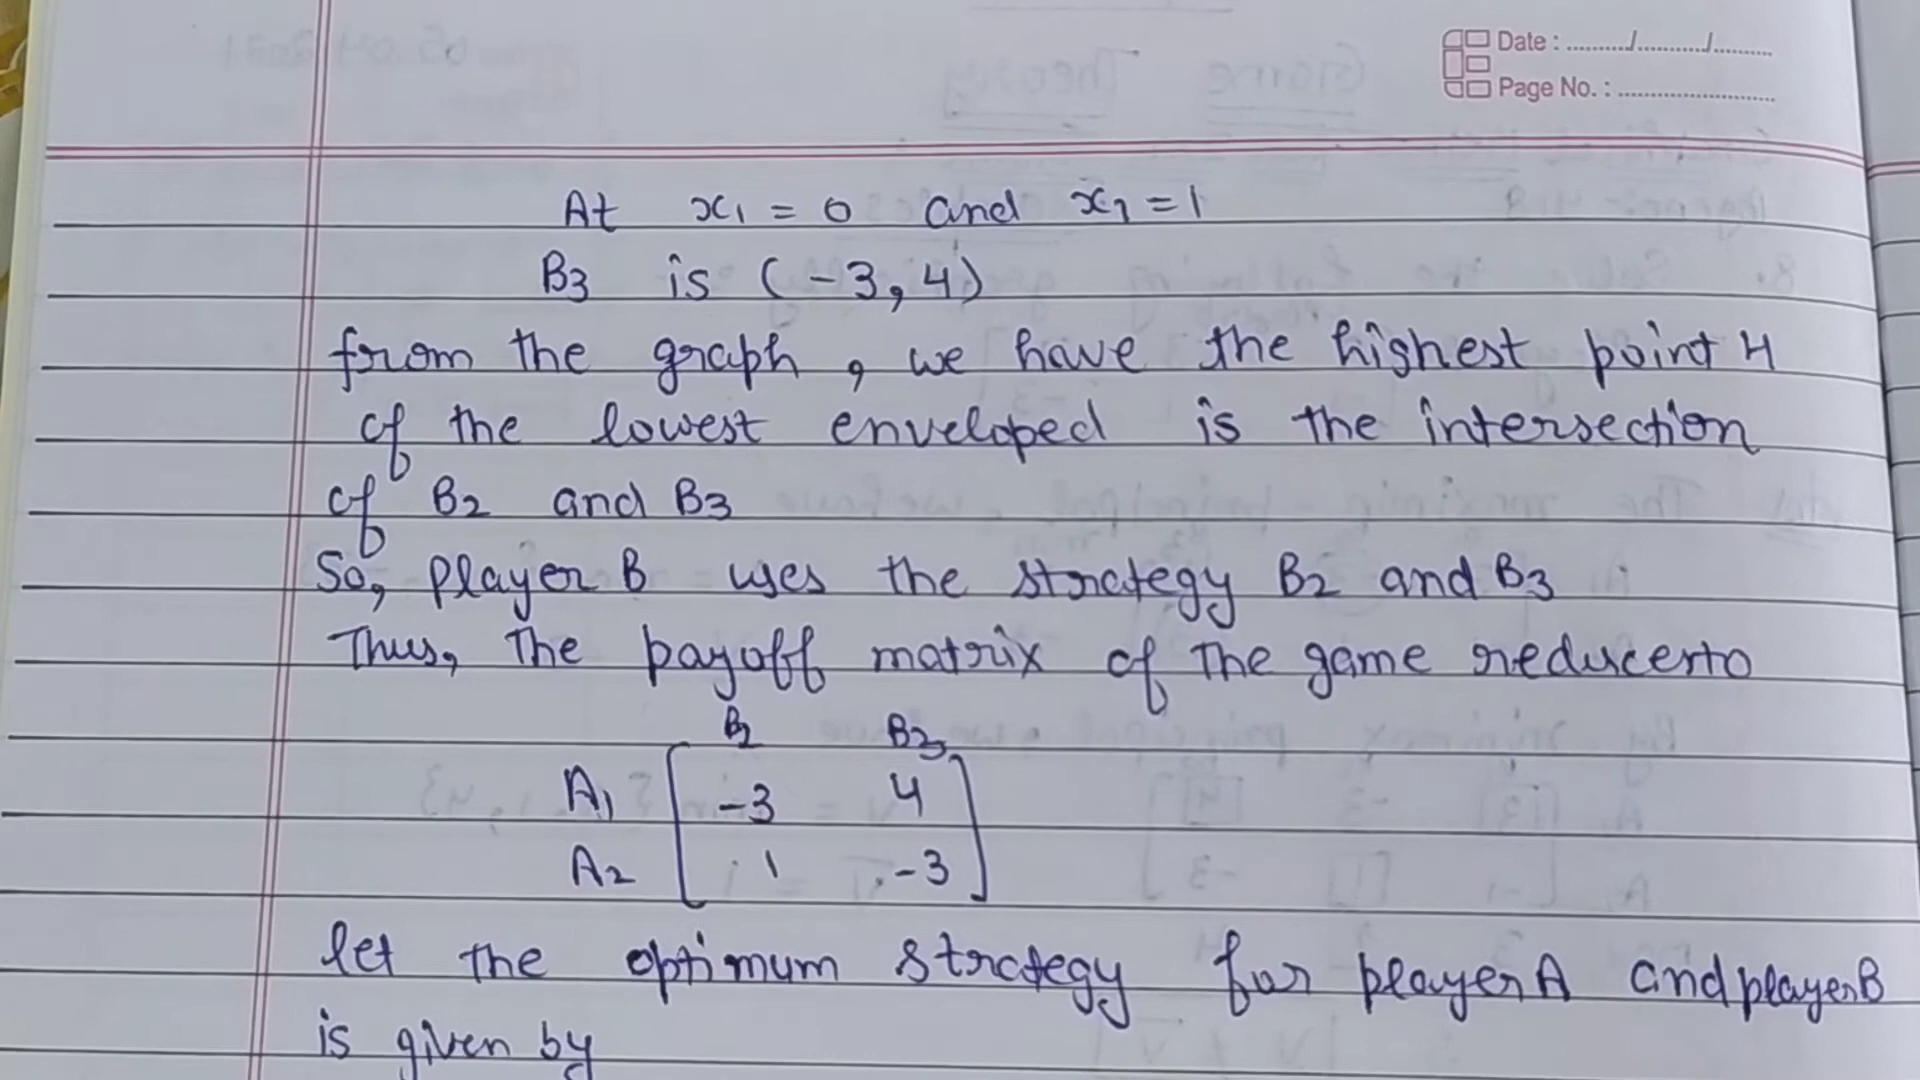 Date : ........../.........../..........
Page No. : ............................
At x₁ = 0 and x₁ = 1
B3 is (-3, 4)
from the graph, we have the highest point H
of the lowest enveloped is the intersection
of B2 and B3
So, player B uses the strategy B2 and B3
Thus, the payoff matrix of the game reducesto
B2 B3
A1 -3 4
A2 1 -3
let the optimum strategy for player A and player B
is given by